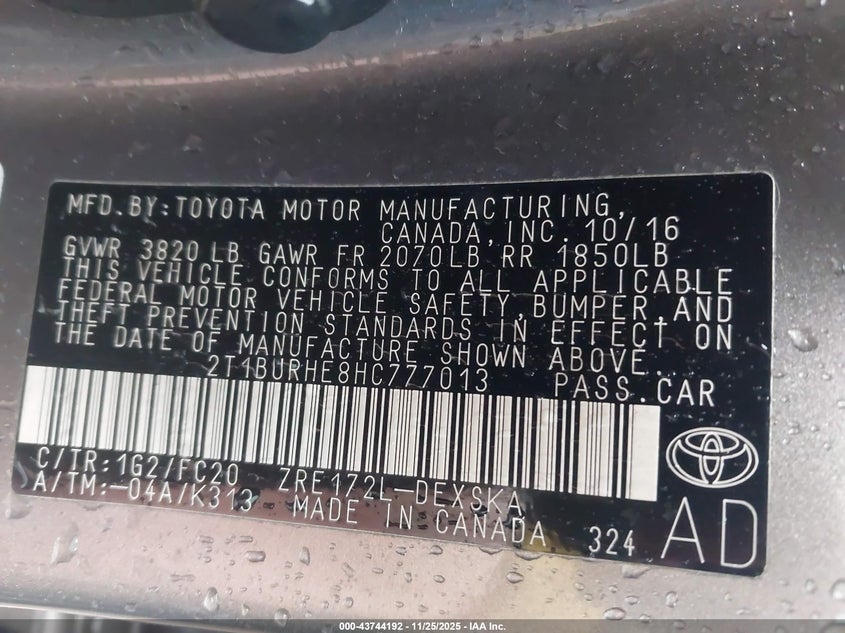 MFD.BY:TOYOTA MOTOR MANUFACTURING,
CANADA,INC. 10/16
GVWR 3820 LB GAWR FR 2070LB RR 1850LB
THIS VEHICLE CONFORMS TO ALL APPLICABLE
FEDERAL MOTOR VEHICLE SAFETY,BUMPER,AND
THEFT PREVENTION STANDARDS IN EFFECT ON
THE DATE OF MANUFACTURE SHOWN ABOVE.
2T1BURHE8HC777013 PASS.CAR
C/TR:1G2/FC20 ZRE172L-DEXSKA
A/TM:-04A/K313 MADE IN CANADA 324 AD
000-43744192 - 11/25/2025 - IAA Inc.